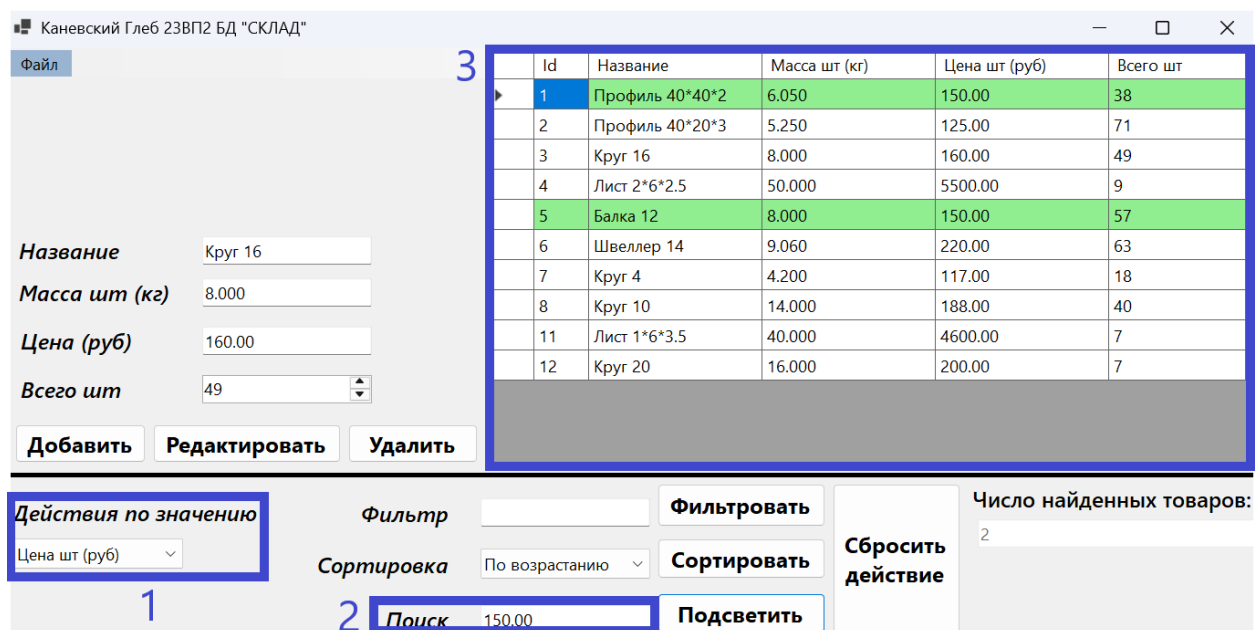 Каневский Глеб 23ВП2 БД "СКЛАД"
Файл
3
Id Название Масса шт (кг) Цена шт (руб) Всего шт
1 Профиль 40*40*2 6.050 150.00 38
2 Профиль 40*20*3 5.250 125.00 71
3 Круг 16 8.000 160.00 49
4 Лист 2*6*2.5 50.000 5500.00 9
5 Балка 12 8.000 150.00 57
6 Швеллер 14 9.060 220.00 63
7 Круг 4 4.200 117.00 18
8 Круг 10 14.000 188.00 40
11 Лист 1*6*3.5 40.000 4600.00 7
12 Круг 20 16.000 200.00 7
Название Круг 16
Масса шт (кг) 8.000
Цена (руб) 160.00
Всего шт 49
Добавить Редактировать Удалить
Действия по значению
Цена шт (руб)
1
Фильтр Фильтровать
Сортировка По возрастанию Сортировать
2 Поиск 150.00 Подсветить
Сбросить
действие
Число найденных товаров:
2